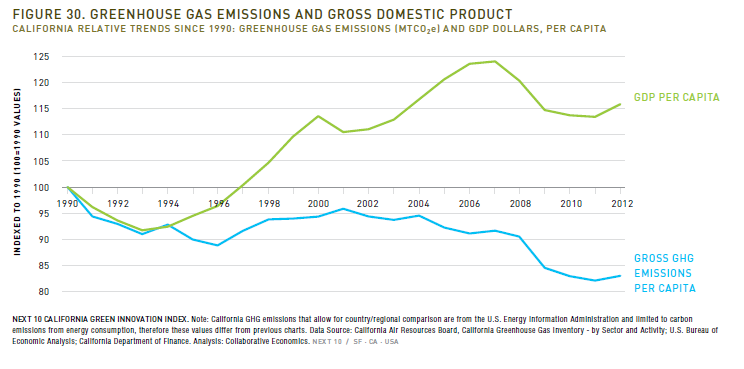 FIGURE 30. GREENHOUSE GAS EMISSIONS AND GROSS DOMESTIC PRODUCT
CALIFORNIA RELATIVE TRENDS SINCE 1990: GREENHOUSE GAS EMISSIONS (MTCO₂e) AND GDP DOLLARS, PER CAPITA
INDEXED TO 1990 (100=1990 VALUES)
125
120
115
110
105
100
95
90
85
80
1990 1992 1994 1996 1998 2000 2002 2004 2006 2008 2010 2012
GDP PER CAPITA
GROSS GHG
EMISSIONS
PER CAPITA
NEXT 10 CALIFORNIA GREEN INNOVATION INDEX. Note: California GHG emissions that allow for country/regional comparison are from the U.S. Energy Information Administration and limited to carbon
emissions from energy consumption, therefore these values differ from previous charts. Data Source: California Air Resources Board, California Greenhouse Gas Inventory - by Sector and Activity; U.S. Bureau of
Economic Analysis; California Department of Finance. Analysis: Collaborative Economics. NEXT 10 / SF - CA - USA